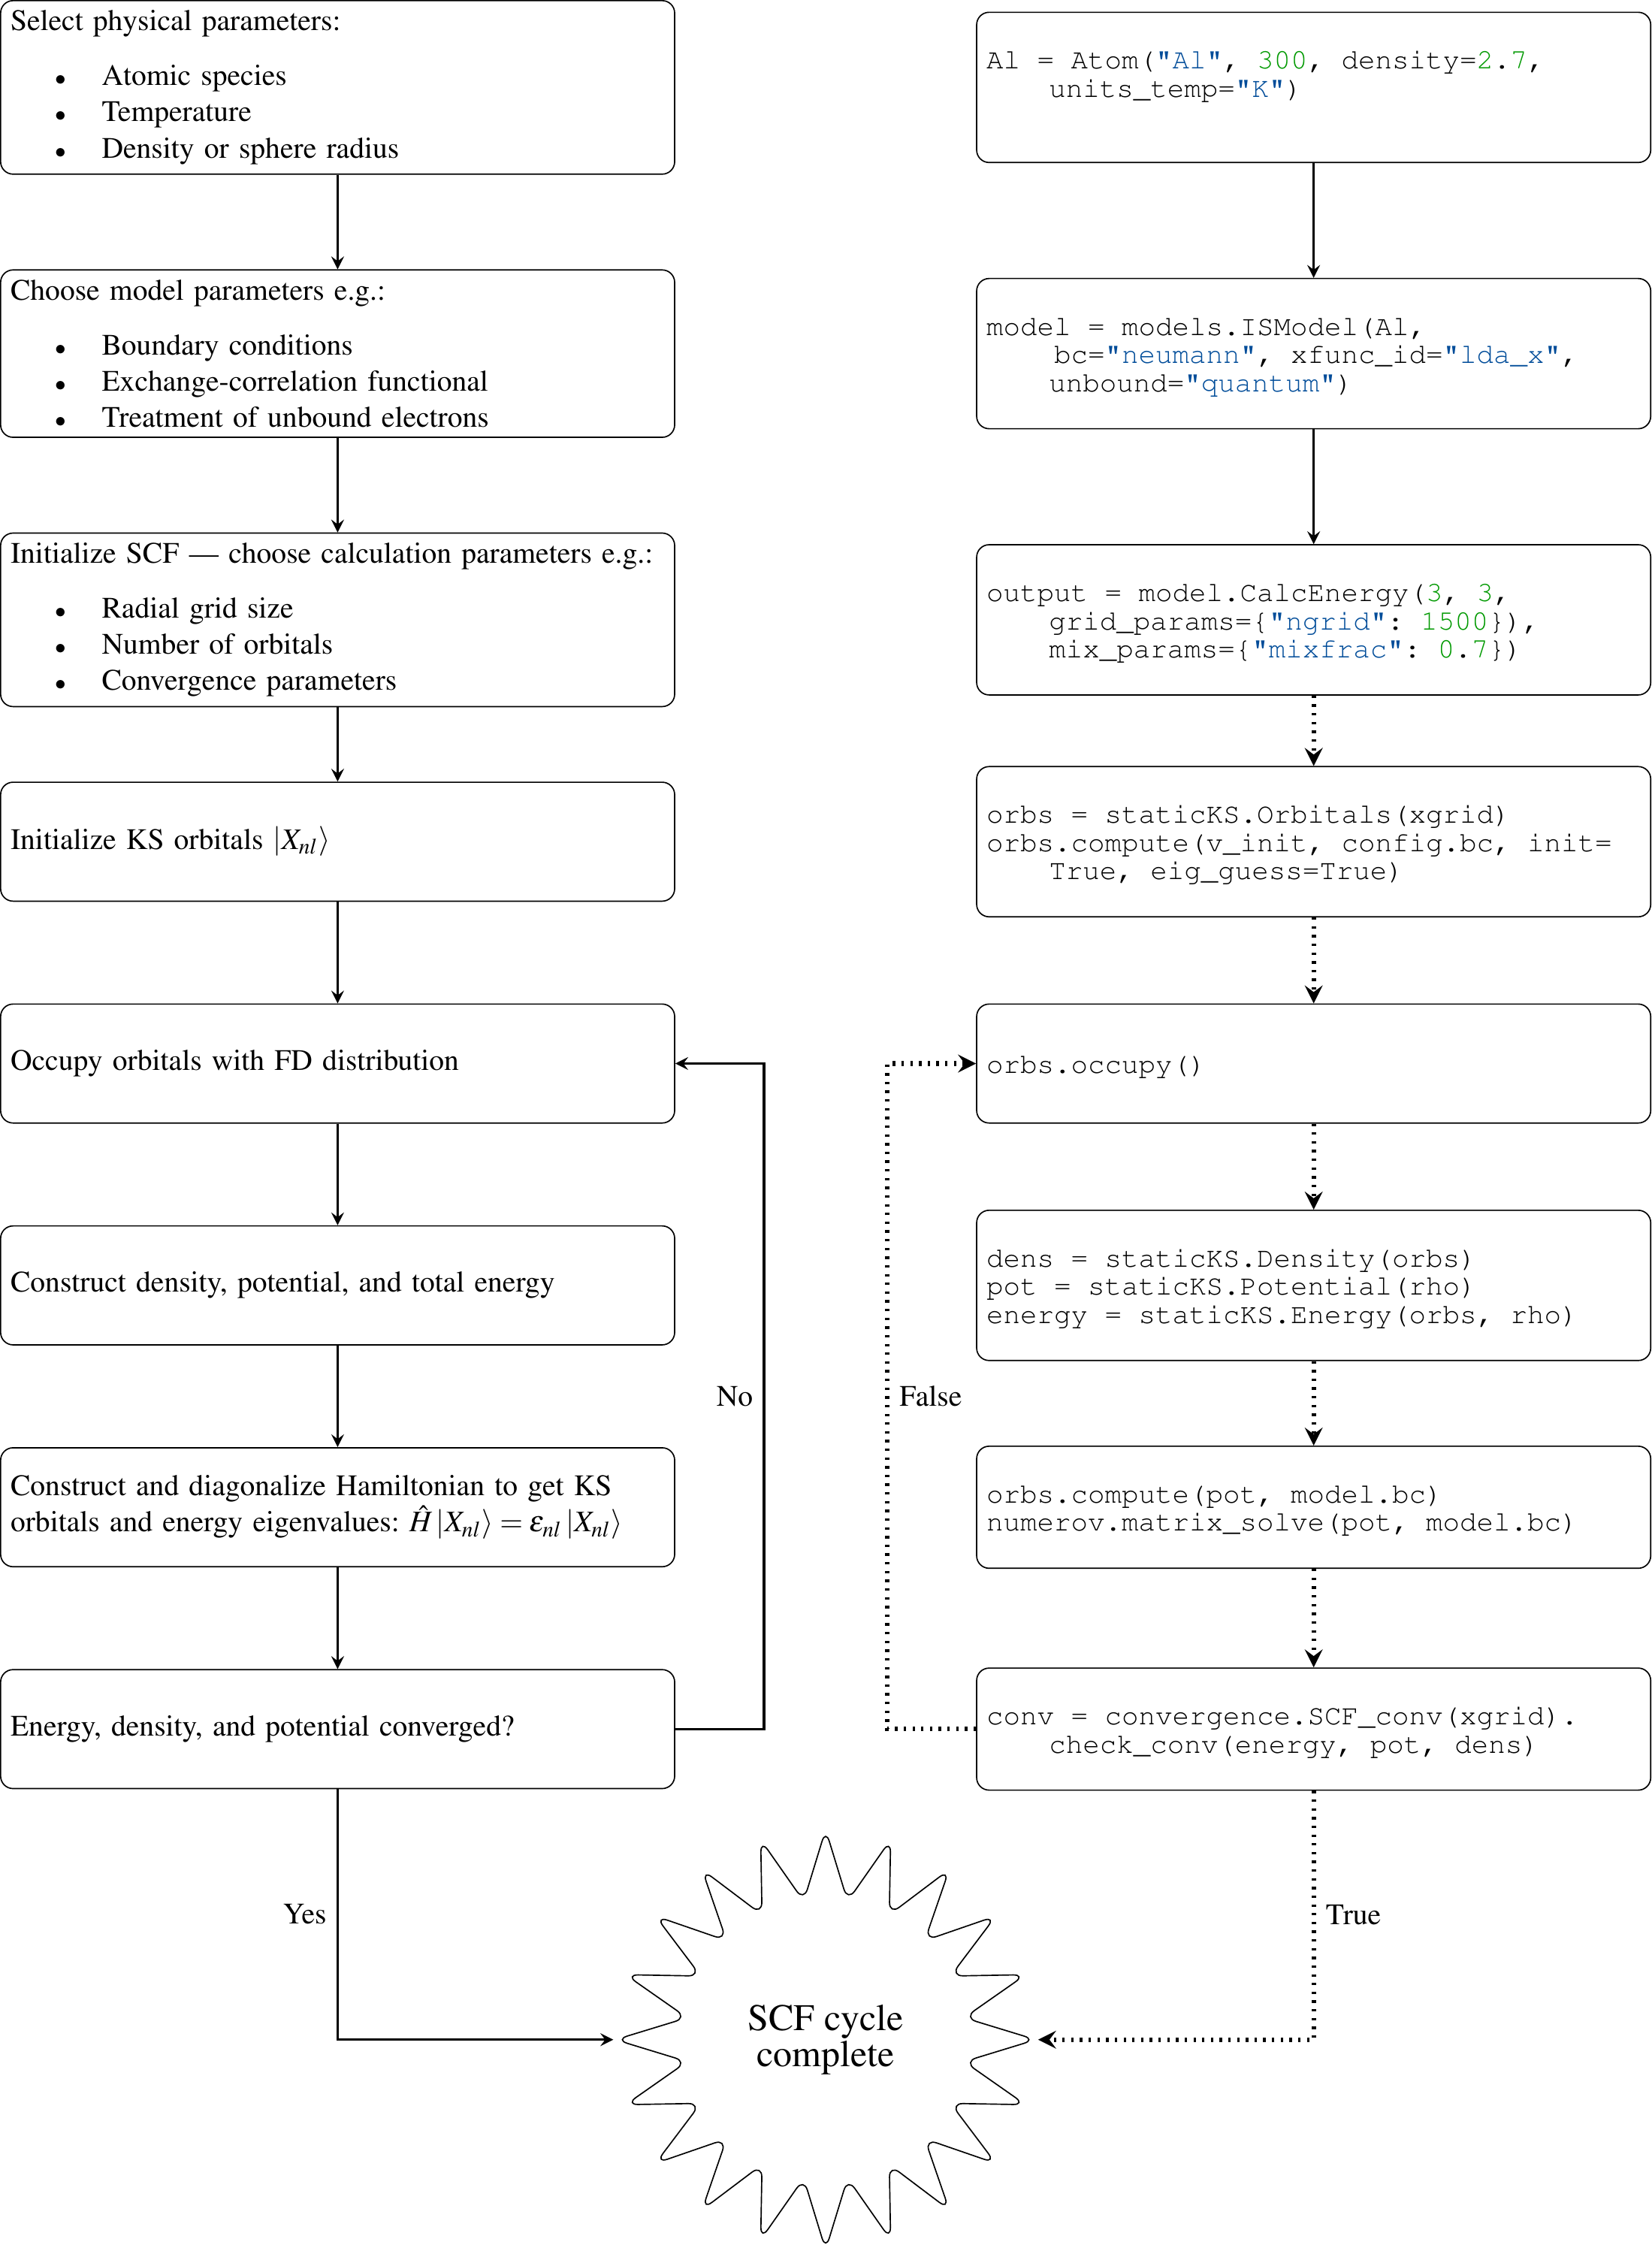 Select physical parameters:
• Atomic species
• Temperature
• Density or sphere radius
Choose model parameters e.g.:
• Boundary conditions
• Exchange-correlation functional
• Treatment of unbound electrons
Initialize SCF — choose calculation parameters e.g.:
• Radial grid size
• Number of orbitals
• Convergence parameters
Initialize KS orbitals |X_{nl}⟩
Occupy orbitals with FD distribution
Construct density, potential, and total energy
No
Construct and diagonalize Hamiltonian to get KS
orbitals and energy eigenvalues: Ĥ |X_{nl}⟩ = ε_{nl} |X_{nl}⟩
Energy, density, and potential converged?
Yes
Al = Atom("Al", 300, density=2.7,
units_temp="K")
model = models.ISModel(Al,
bc="neumann", xfunc_id="lda_x",
unbound="quantum")
output = model.CalcEnergy(3, 3,
grid_params={"ngrid": 1500}),
mix_params={"mixfrac": 0.7})
orbs = staticKS.Orbitals(xgrid)
orbs.compute(v_init, config.bc, init=
True, eig_guess=True)
orbs.occupy()
dens = staticKS.Density(orbs)
pot = staticKS.Potential(rho)
energy = staticKS.Energy(orbs, rho)
False
orbs.compute(pot, model.bc)
numerov.matrix_solve(pot, model.bc)
conv = convergence.SCF_conv(xgrid).
check_conv(energy, pot, dens)
True
SCF cycle
complete